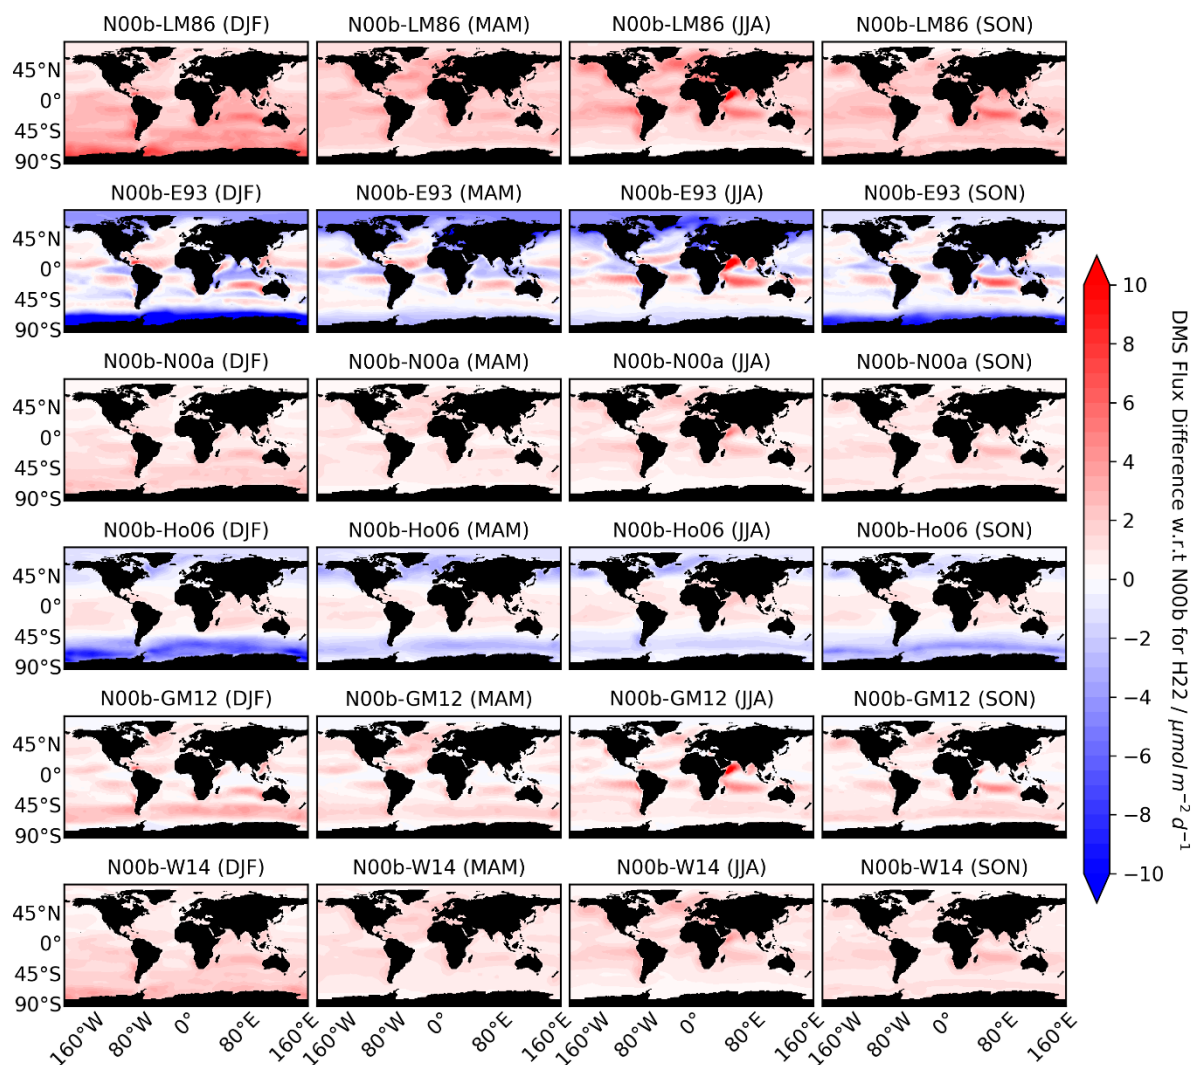 N00b-LM86 (DJF) N00b-LM86 (MAM) N00b-LM86 (JJA) N00b-LM86 (SON)
45°N
0°
45°S
90°S
N00b-E93 (DJF) N00b-E93 (MAM) N00b-E93 (JJA) N00b-E93 (SON)
45°N
0°
45°S
90°S
N00b-N00a (DJF) N00b-N00a (MAM) N00b-N00a (JJA) N00b-N00a (SON)
45°N
0°
45°S
90°S
N00b-Ho06 (DJF) N00b-Ho06 (MAM) N00b-Ho06 (JJA) N00b-Ho06 (SON)
45°N
0°
45°S
90°S
N00b-GM12 (DJF) N00b-GM12 (MAM) N00b-GM12 (JJA) N00b-GM12 (SON)
45°N
0°
45°S
90°S
N00b-W14 (DJF) N00b-W14 (MAM) N00b-W14 (JJA) N00b-W14 (SON)
45°N
0°
45°S
90°S
160°W 80°W 0° 80°E 160°E 160°W 80°W 0° 80°E 160°E 160°W 80°W 0° 80°E 160°E 160°W 80°W 0° 80°E 160°E
10
8
6
4
2
0
−2
−4
−6
−8
−10
DMS Flux Difference w.r.t N00b for H22 / μmol m⁻² d⁻¹